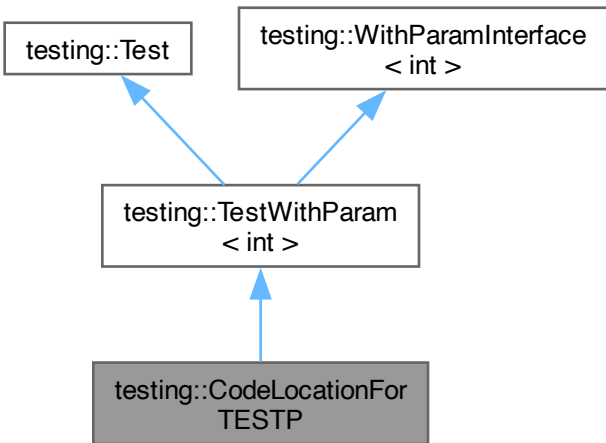 testing::Test
testing::WithParamInterface
< int >
testing::TestWithParam
< int >
testing::CodeLocationFor
TESTP